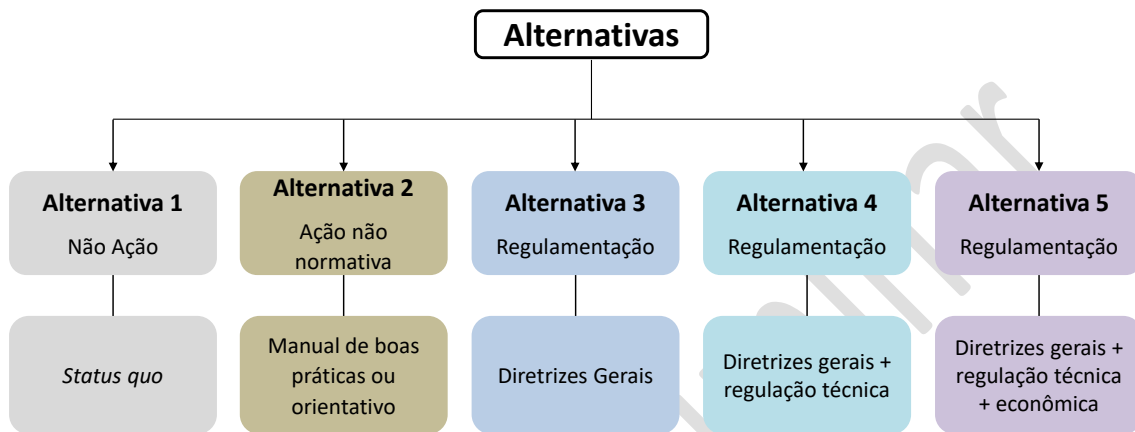 Alternativas
Alternativa 1
Não Ação
Alternativa 2
Ação não
normativa
Alternativa 3
Regulamentação
Alternativa 4
Regulamentação
Alternativa 5
Regulamentação
Status quo
Manual de boas
práticas ou
orientativo
Diretrizes Gerais
Diretrizes gerais +
regulação técnica
Diretrizes gerais +
regulação técnica
+ econômica